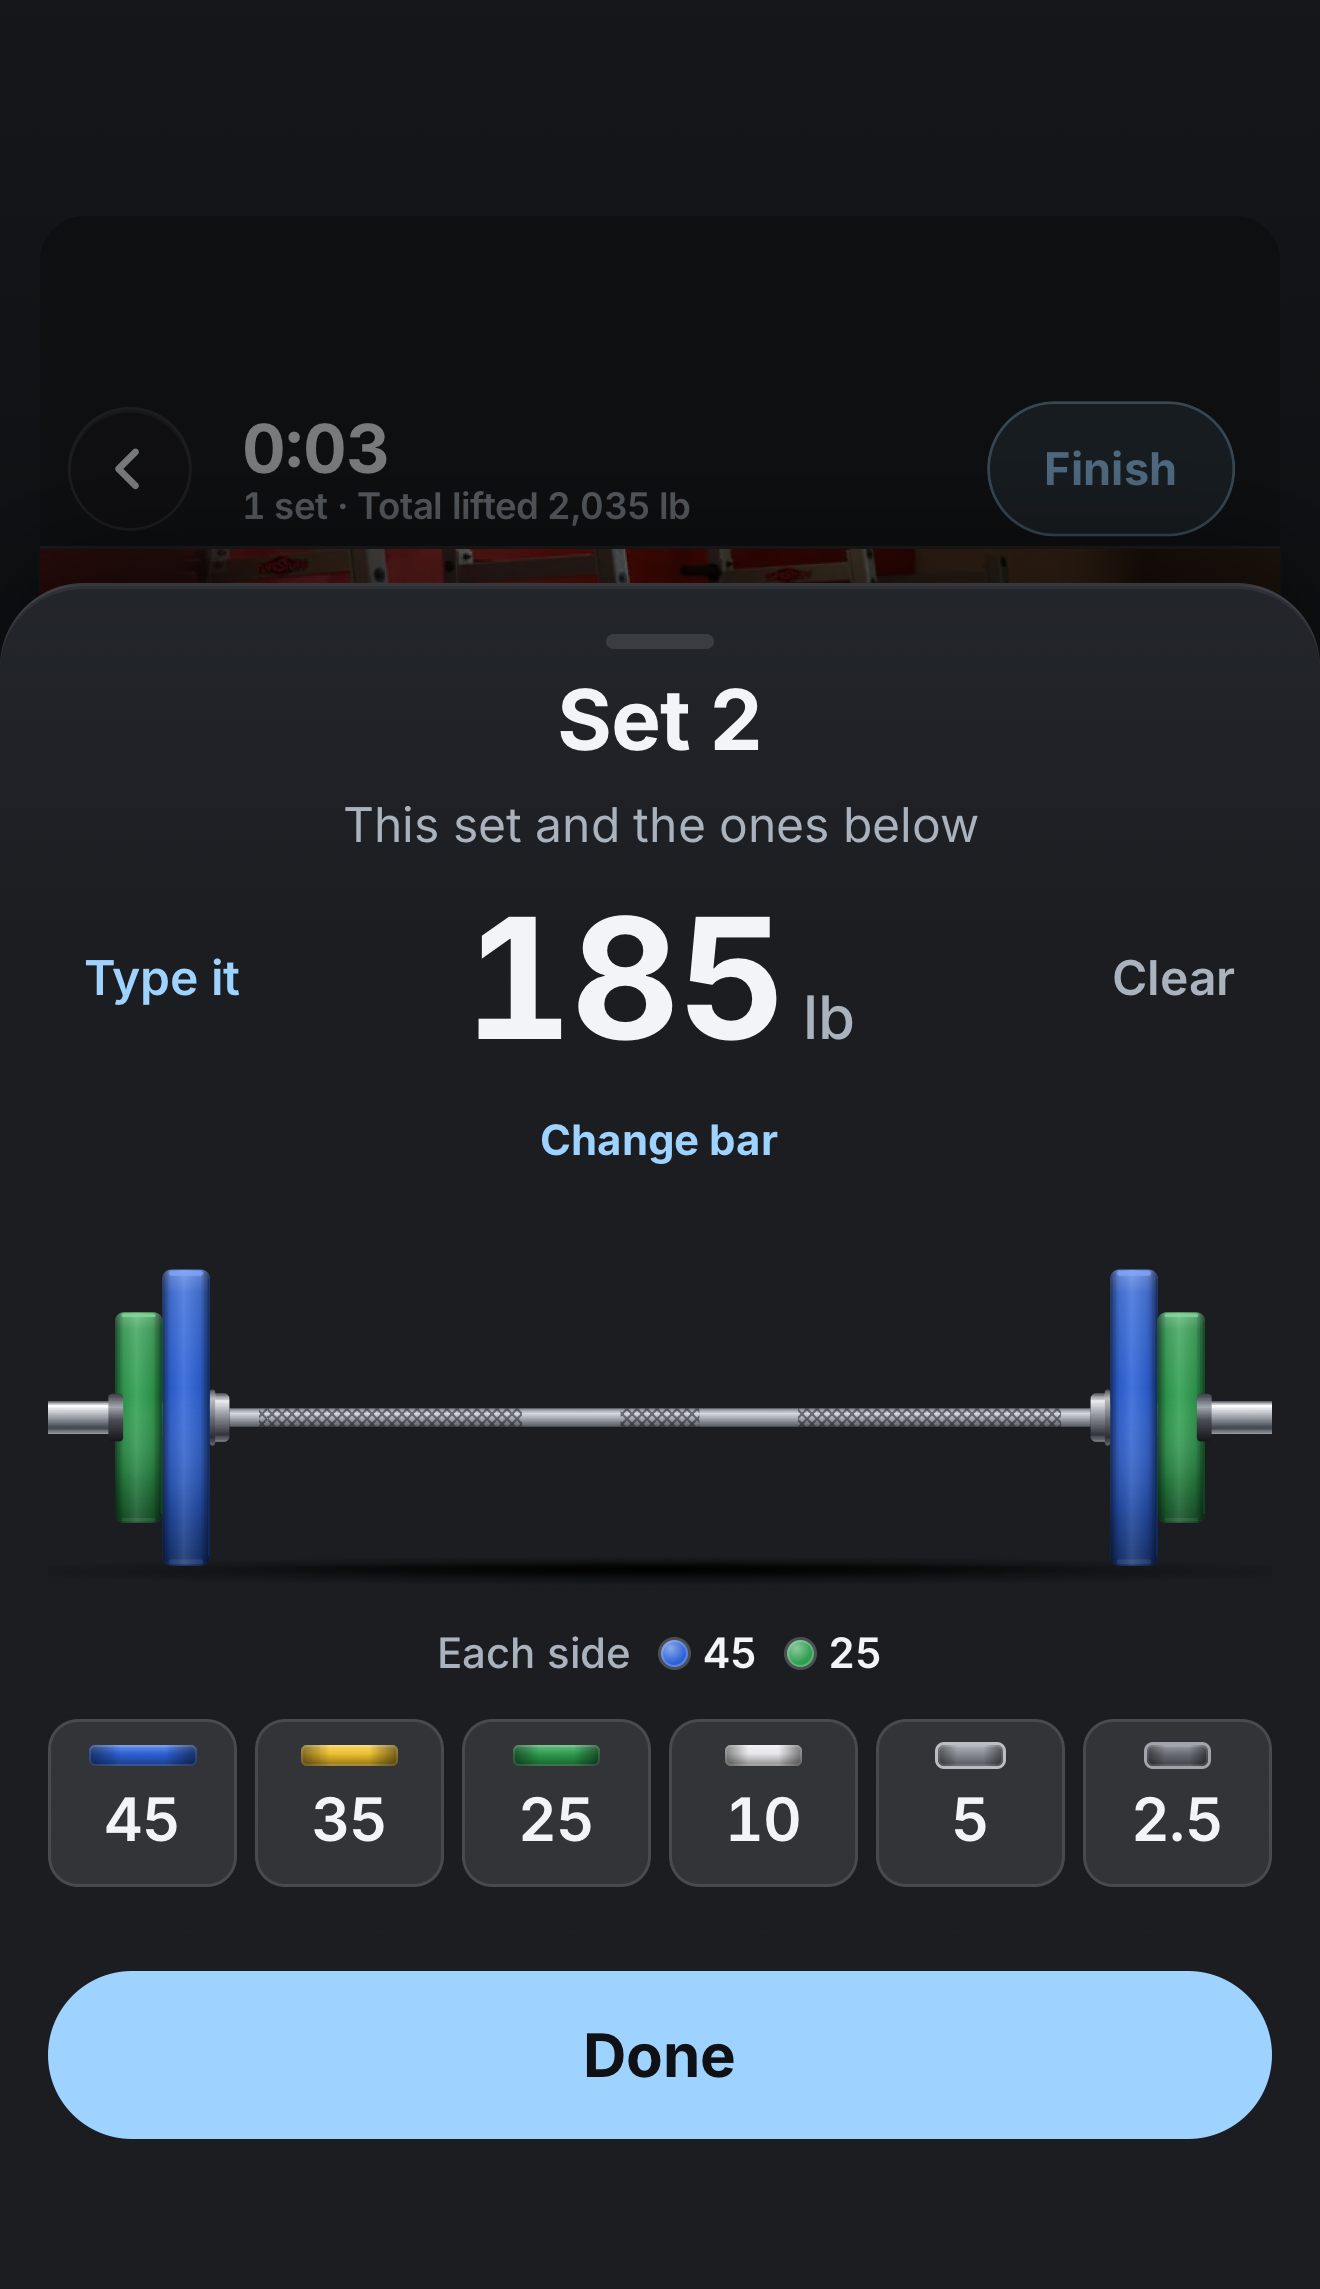 0:03
1 set · Total lifted 2,035 lb
Finish
Set 2
This set and the ones below
Type it
185 lb
Clear
Change bar
Each side 45 25
45 35 25 10 5 2.5
Done